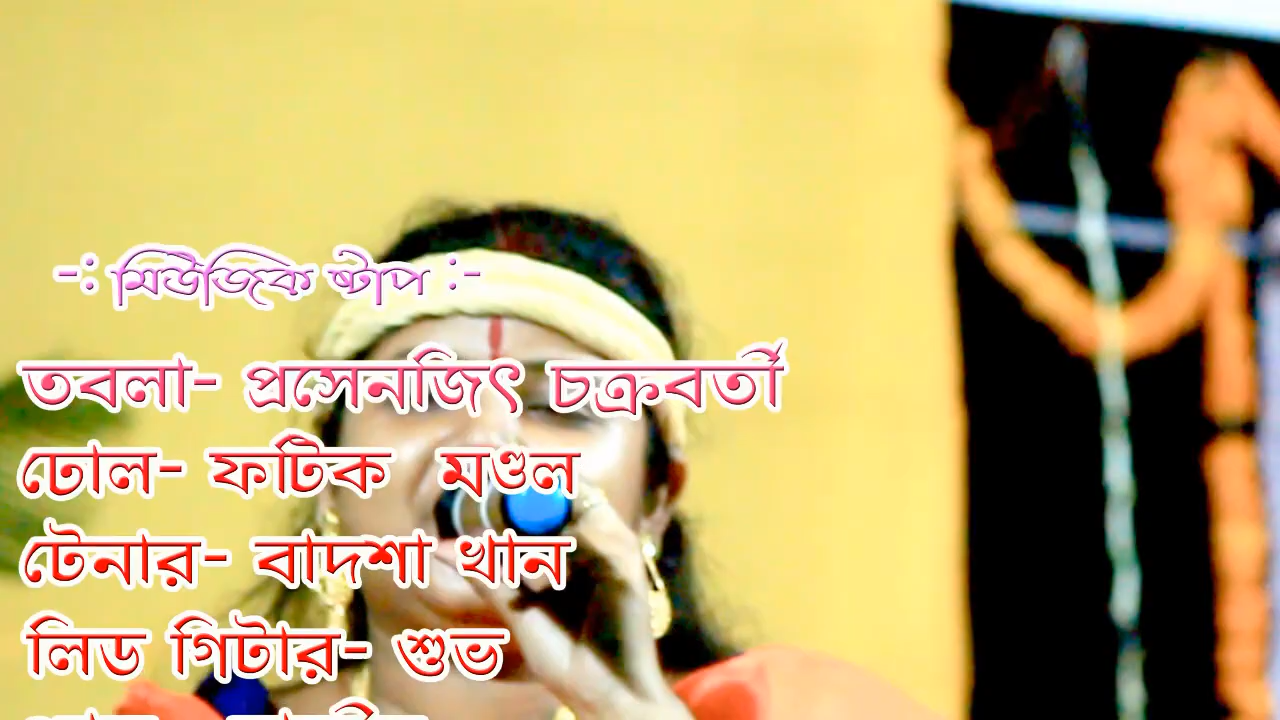 -: মিউজিক ষ্টাপ :-
তবলা- প্রসেনজিৎ চক্রবর্তী
ঢোল- ফটিক মণ্ডল
টেনার- বাদশা খান
লিড গিটার- শুভ